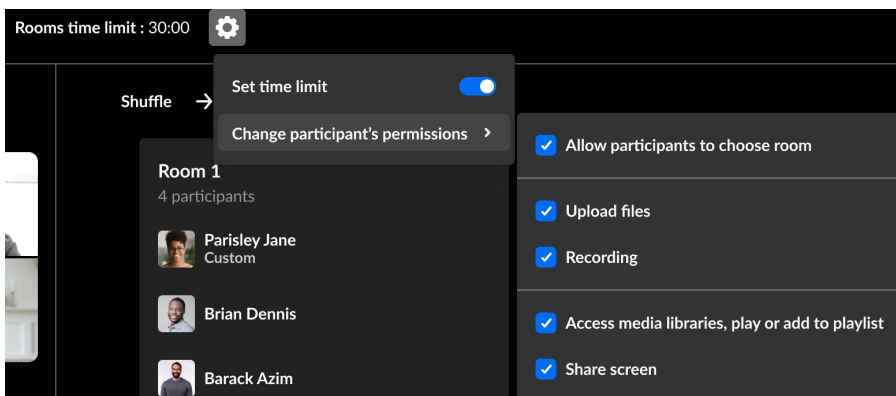 Rooms time limit : 30:00
Set time limit
Shuffle
Change participant's permissions
Allow participants to choose room
Upload files
Recording
Access media libraries, play or add to playlist
Share screen
Room 1
4 participants
Parisley Jane
Custom
Brian Dennis
Barack Azim